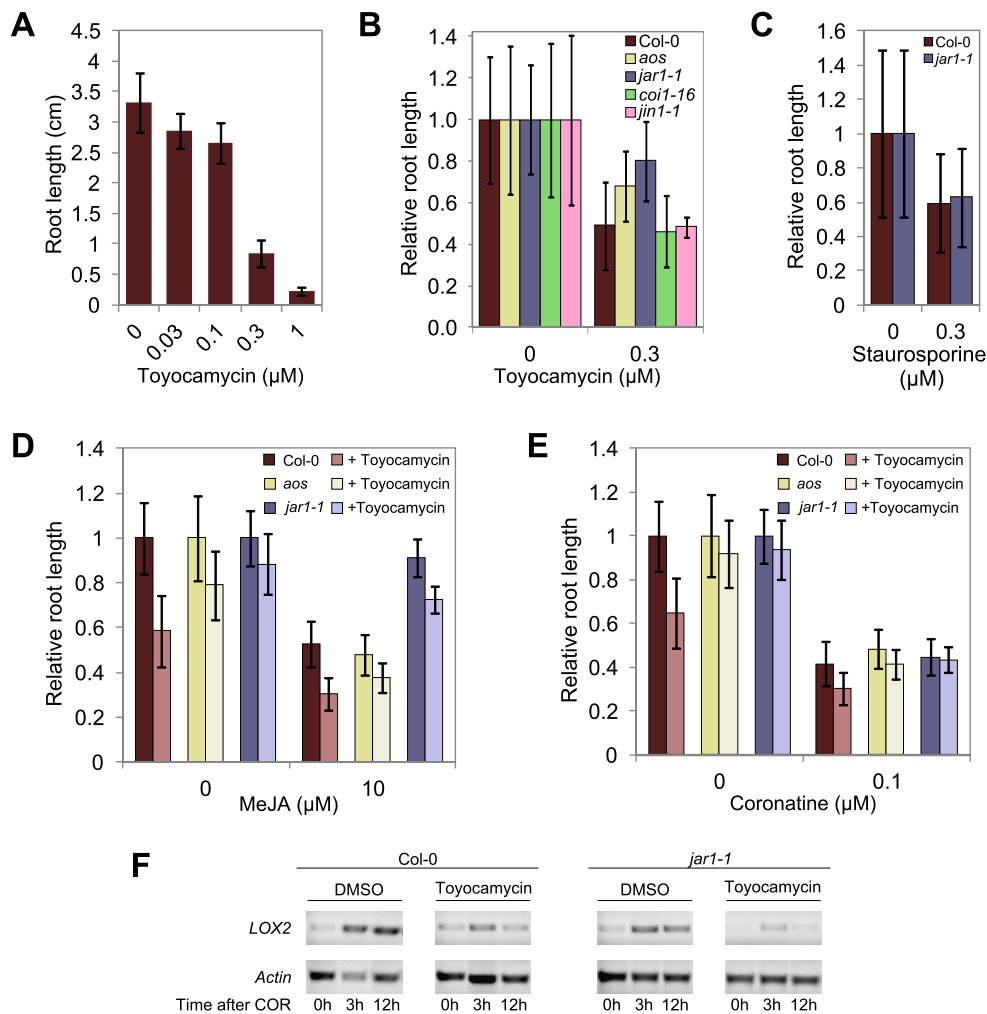 A
4.5
4
3.5
3
2.5
2
1.5
1
0.5
0
Root length (cm)
0 0.03 0.1 0.3 1
Toyocamycin (µM)
B
1.4
1.2
1.0
0.8
0.6
0.4
0.2
0.0
Relative root length
Col-0
aos
jar1-1
coi1-16
jin1-1
0 0.3
Toyocamycin (µM)
C
1.6
1.4
1.2
1
0.8
0.6
0.4
0.2
0
Relative root length
Col-0
jar1-1
0 0.3
Staurosporine
(µM)
D
1.4
1.2
1
0.8
0.6
0.4
0.2
0
Relative root length
Col-0 + Toyocamycin
aos + Toyocamycin
jar1-1 +Toyocamycin
0 10
MeJA (µM)
E
1.4
1.2
1
0.8
0.6
0.4
0.2
0
Relative root length
Col-0 + Toyocamycin
aos + Toyocamycin
jar1-1 +Toyocamycin
0 0.1
Coronatine (µM)
F
Col-0 jar1-1
DMSO Toyocamycin DMSO Toyocamycin
LOX2
Actin
Time after COR 0h 3h 12h 0h 3h 12h 0h 3h 12h 0h 3h 12h